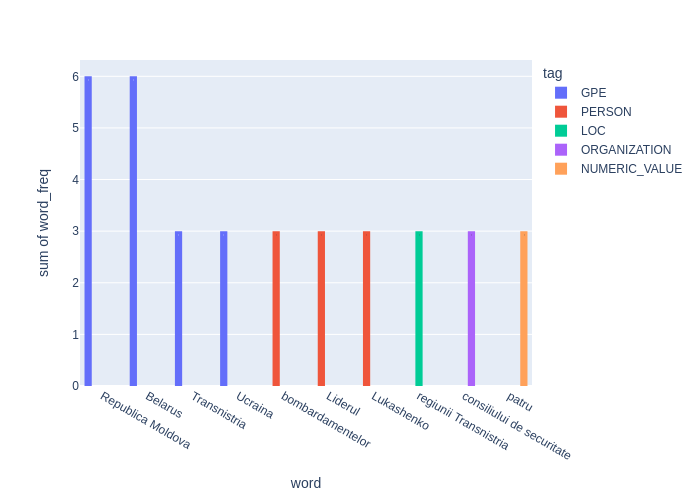 tag
GPE
PERSON
LOC
ORGANIZATION
NUMERIC_VALUE
sum of word_freq
6
5
4
3
2
1
0
Republica Moldova
Belarus
Transnistria
Ucraina
bombardamentelor
Liderul
Lukashenko
regiunii Transnistria
consiliului de securitate
patru
word